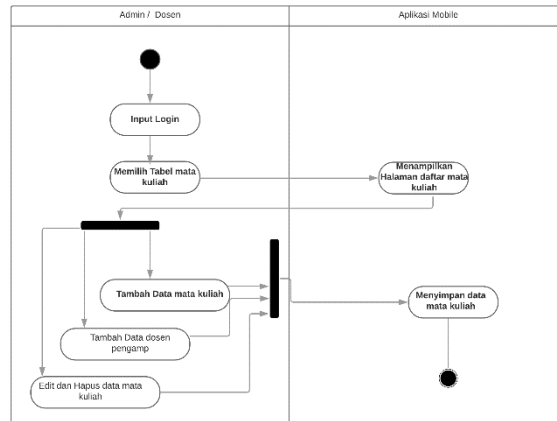 Admin / Dosen
Aplikasi Mobile
Input Login
Memilih Tabel mata
kuliah
Menampilkan
Halaman daftar mata
kuliah
Tambah Data mata kuliah
Menyimpan data
mata kuliah
Tambah Data dosen
pengamp
Edit dan Hapus data mata
kuliah